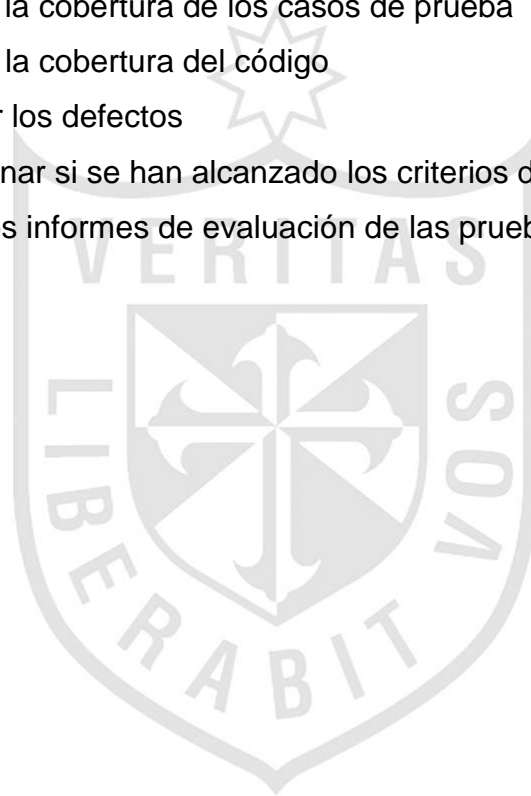 la cobertura de los casos de prueba
la cobertura del código
r los defectos
nar si se han alcanzado los criterios d
s informes de evaluación de las prueb
VERITAS
LIBERABIT
VOS